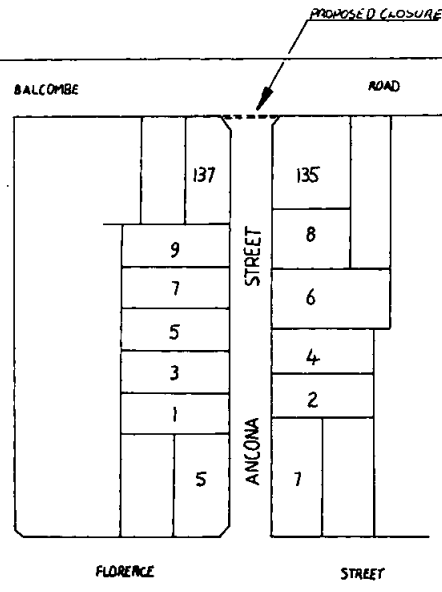 PROPOSED CLOSURE
BALCOMBE ROAD
137 135
8
9
7
6
5
4
3
2
1
5 7
ANCONA STREET
FLORENCE STREET